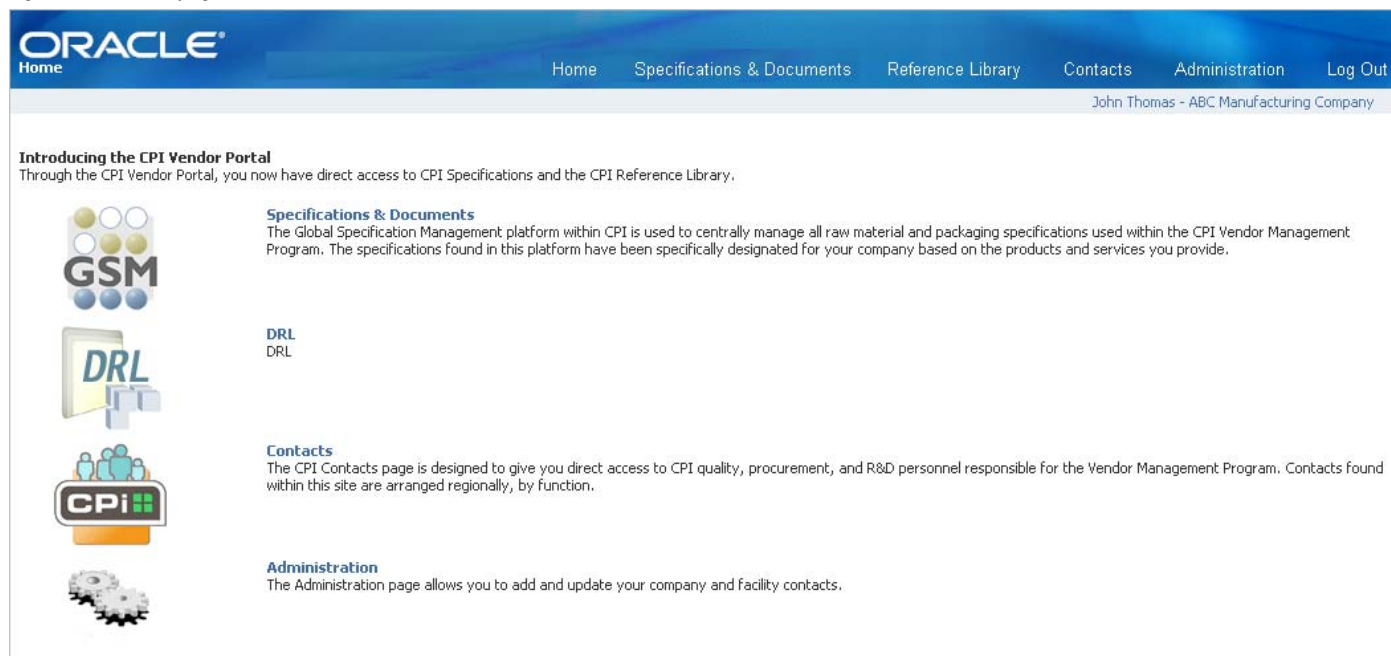 ORACLE®
Home
Home Specifications & Documents Reference Library Contacts Administration Log Out
John Thomas - ABC Manufacturing Company
Introducing the CPI Vendor Portal
Through the CPI Vendor Portal, you now have direct access to CPI Specifications and the CPI Reference Library.
GSM
Specifications & Documents
The Global Specification Management platform within CPI is used to centrally manage all raw material and packaging specifications used within the CPI Vendor Management
Program. The specifications found in this platform have been specifically designated for your company based on the products and services you provide.
DRL
DRL
DRL
Contacts
The CPI Contacts page is designed to give you direct access to CPI quality, procurement, and R&D personnel responsible for the Vendor Management Program. Contacts found
within this site are arranged regionally, by function.
CPi
Administration
The Administration page allows you to add and update your company and facility contacts.